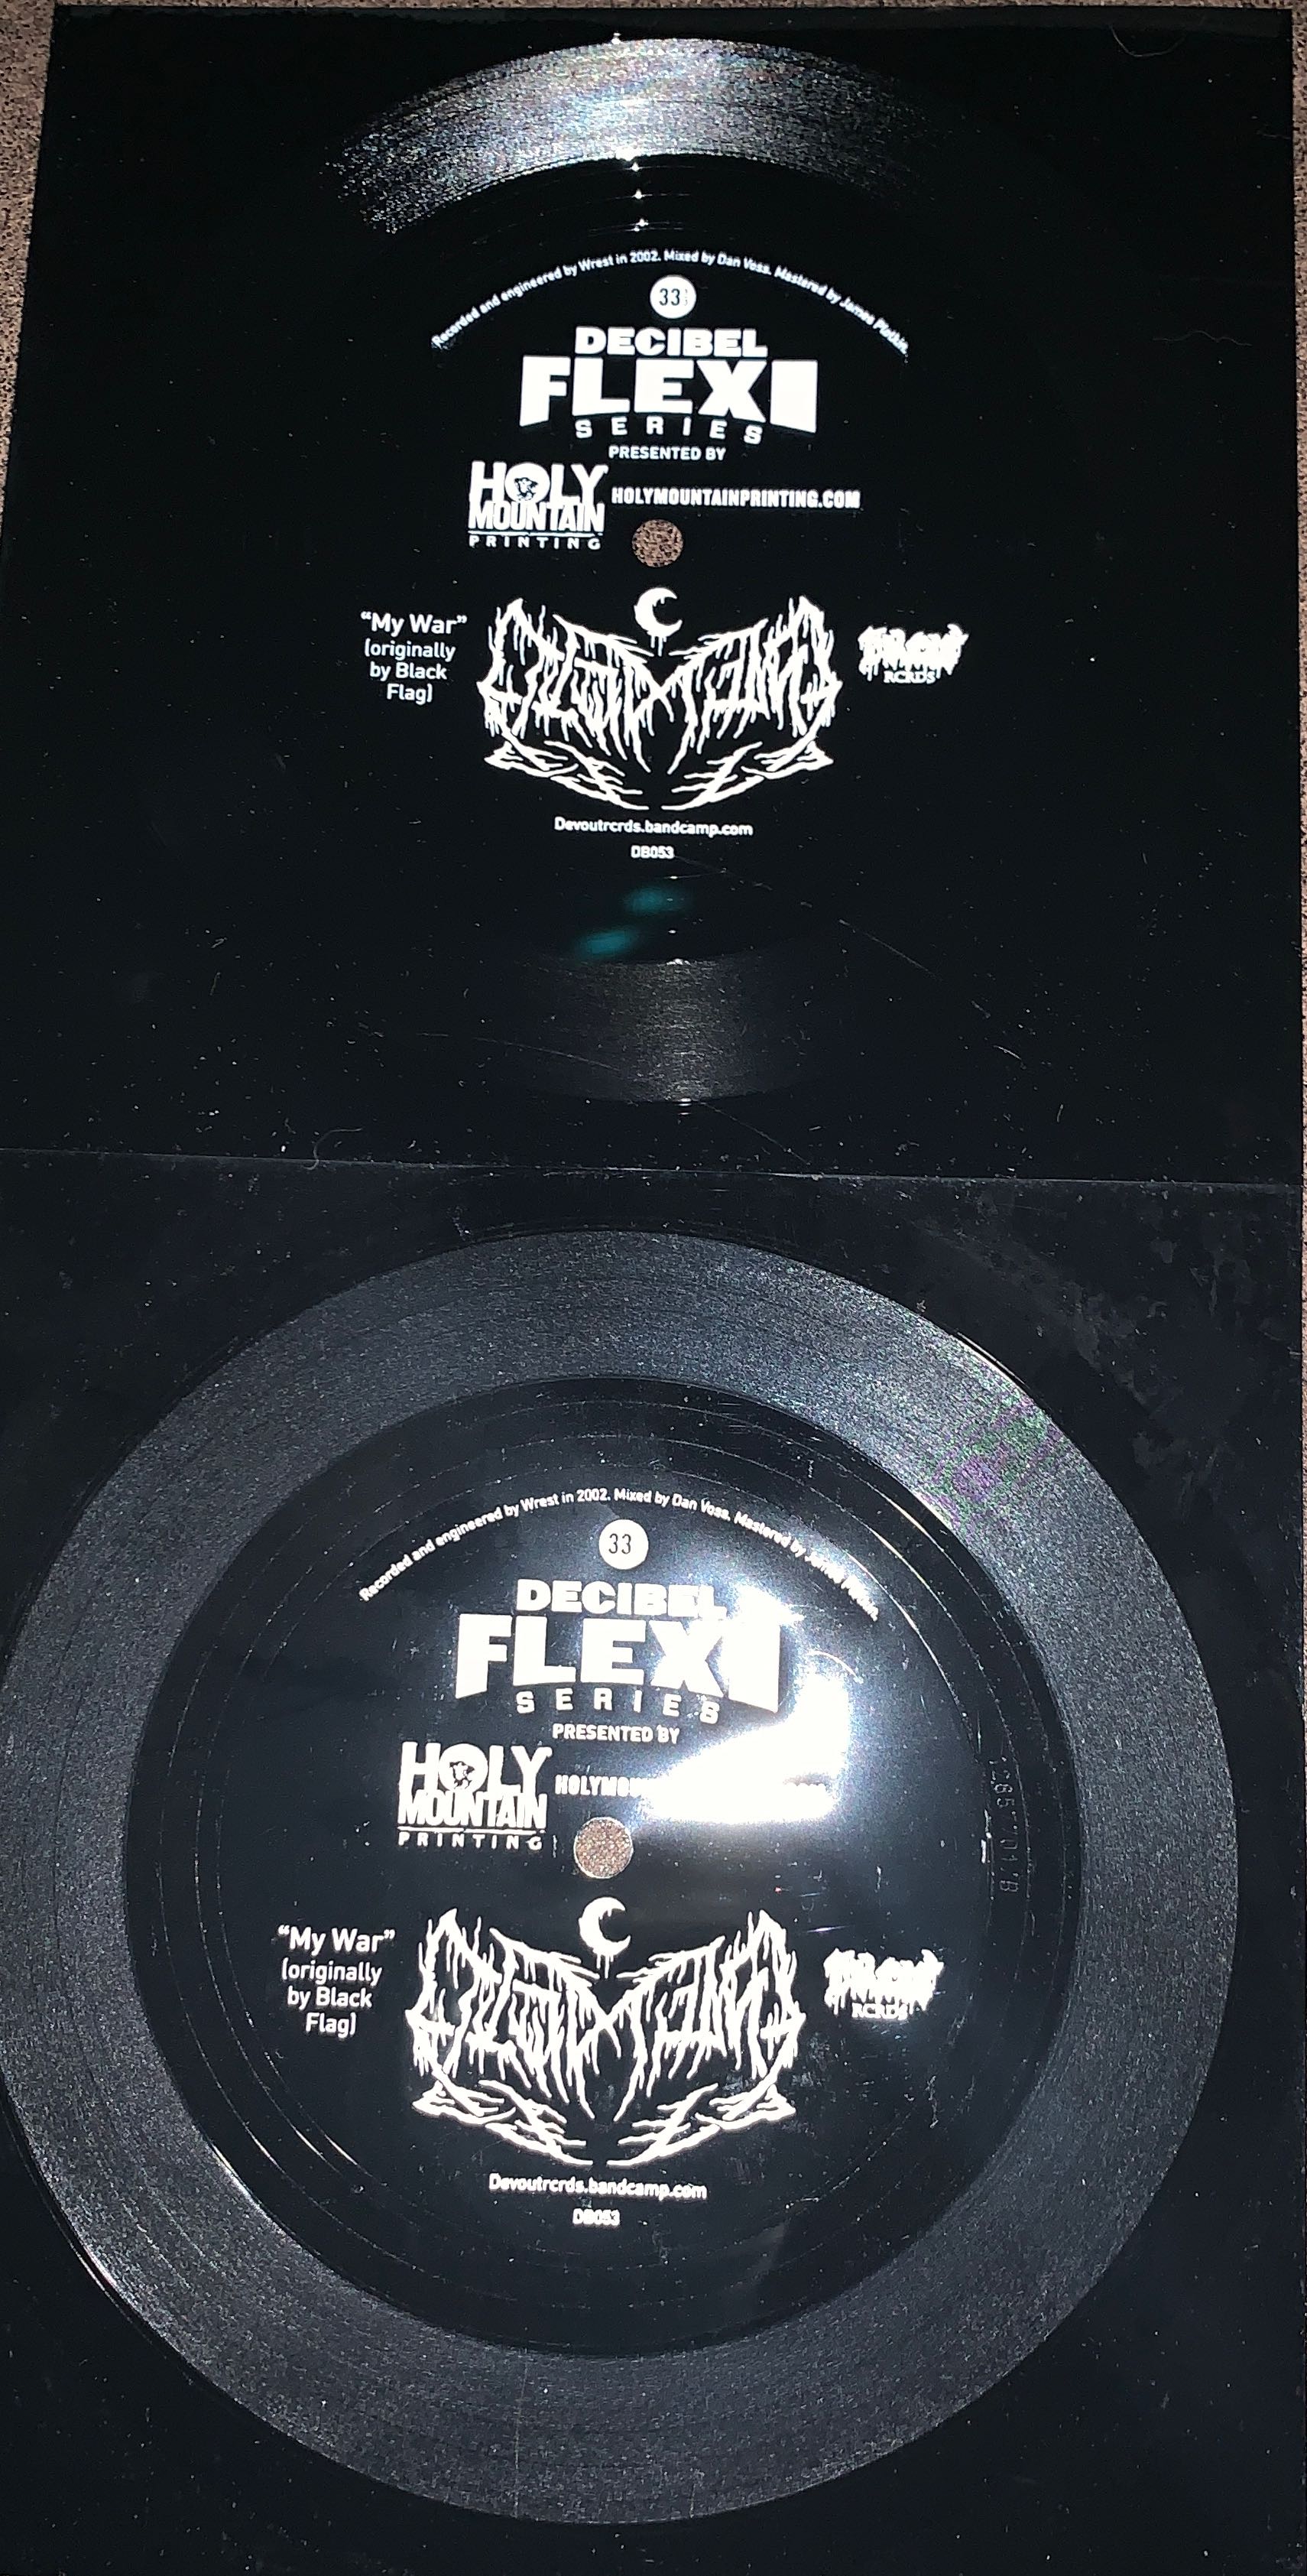 Recorded and engineered by Wrest in 2002. Mixed by Dan Voss. Mastered by James Plotkin.
33
DECIBEL
FLEXI
SERIES
PRESENTED BY
HOLY
MOUNTAIN
PRINTING
HOLYMOUNTAINPRINTING.COM
“My War”
(originally
by Black
Flag)
RCRDS
Devoutrcrds.bandcamp.com
DB053
Recorded and engineered by Wrest in 2002. Mixed by Dan Voss. Mastered by James
33
DECIBEL
FLEXI
SERIES
PRESENTED BY
HOLY
MOUNTAIN
PRINTING
“My War”
(originally
by Black
Flag)
RCRDS
Devoutrcrds.bandcamp.com
DB053